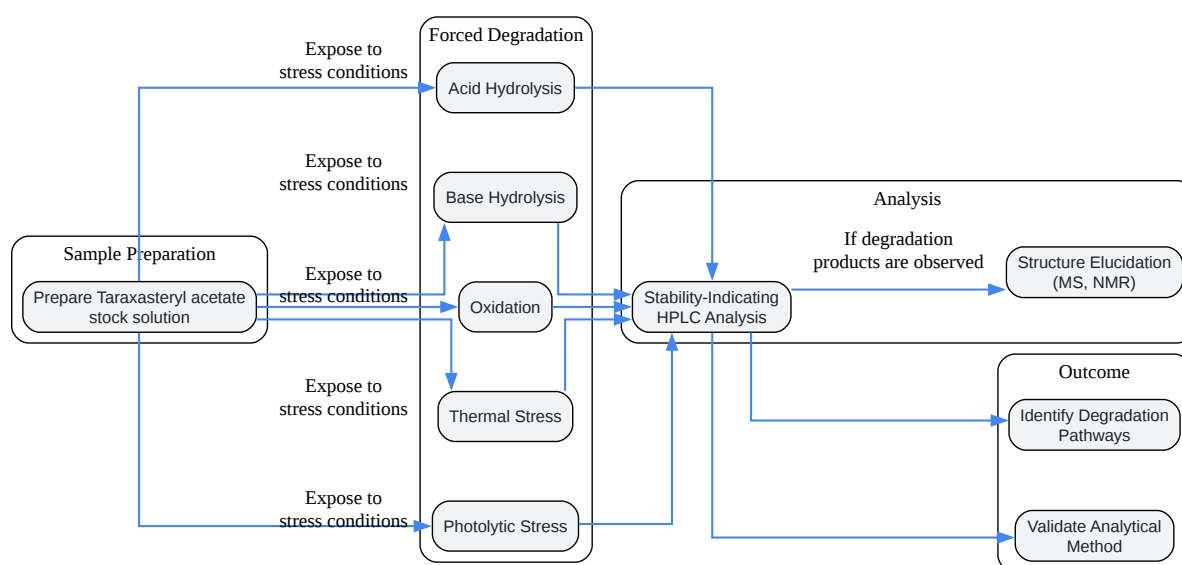 Sample Preparation
Prepare Taraxasteryl acetate
stock solution
Expose to
stress conditions
Expose to
stress conditions
Expose to
stress conditions
Expose to
stress conditions
Expose to
stress conditions
Forced Degradation
Acid Hydrolysis
Base Hydrolysis
Oxidation
Thermal Stress
Photolytic Stress
Analysis
Stability-Indicating
HPLC Analysis
If degradation
products are observed
Structure Elucidation
(MS, NMR)
Outcome
Identify Degradation
Pathways
Validate Analytical
Method